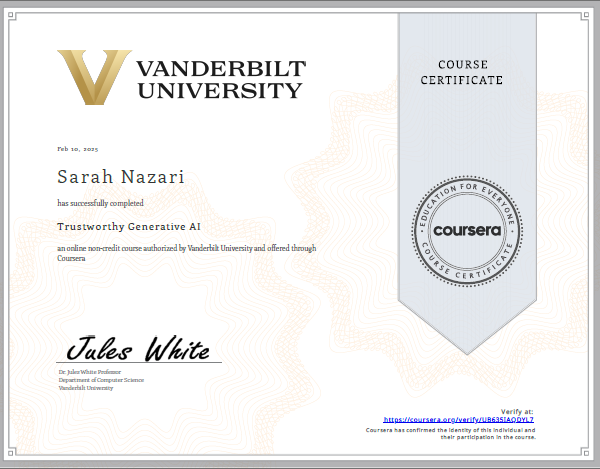 VANDERBILT
UNIVERSITY
COURSE
CERTIFICATE
Feb 10, 2025
Sarah Nazari
has successfully completed
Trustworthy Generative AI
an online non-credit course authorized by Vanderbilt University and offered through
Coursera
EDUCATION FOR EVERYONE
coursera
COURSE CERTIFICATE
Jules White
Dr. Jules White Professor
Department of Computer Science
Vanderbilt University
Verify at:
https://coursera.org/verify/UB635IAQDYL7
Coursera has confirmed the identity of this individual and
their participation in the course.